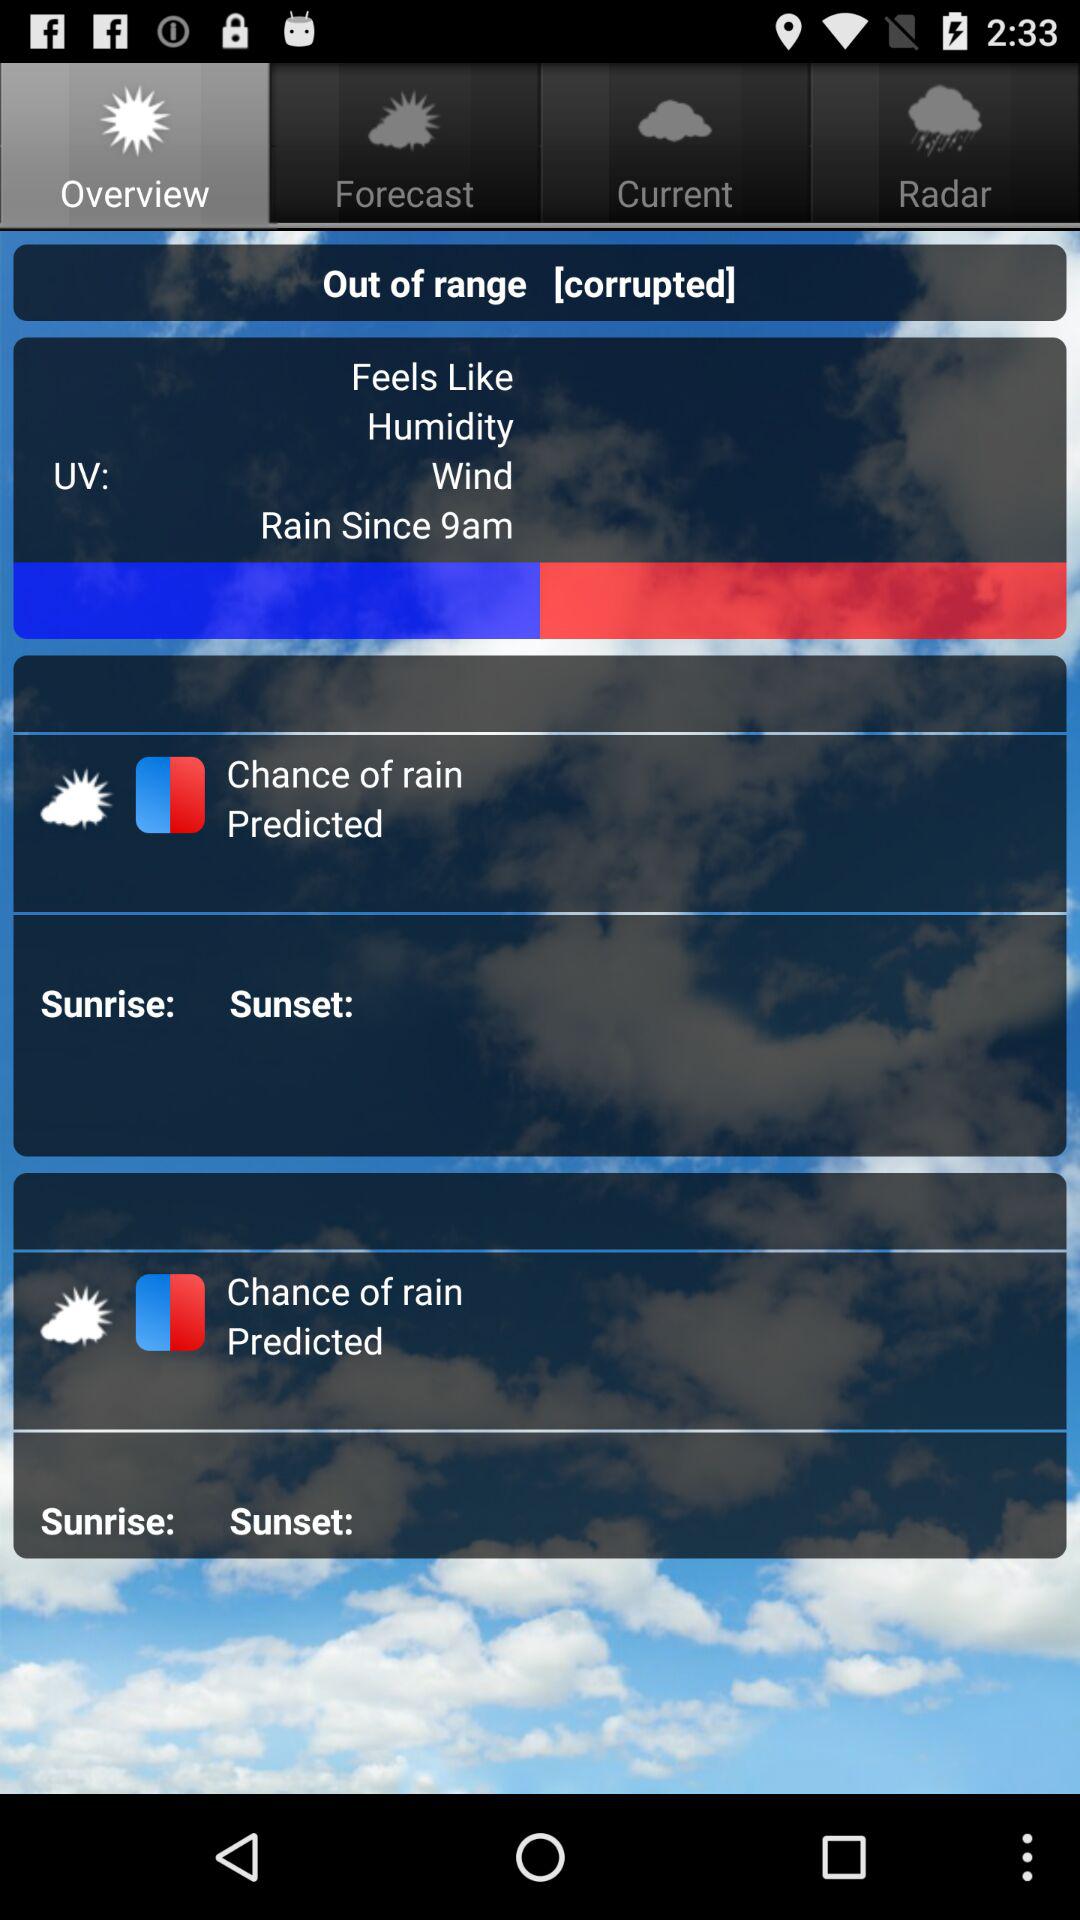 2:33
Overview Forecast Current Radar
Out of range [corrupted]
Feels Like
Humidity
UV: Wind
Rain Since 9am
Chance of rain
Predicted
Sunrise: Sunset:
Chance of rain
Predicted
Sunrise: Sunset: